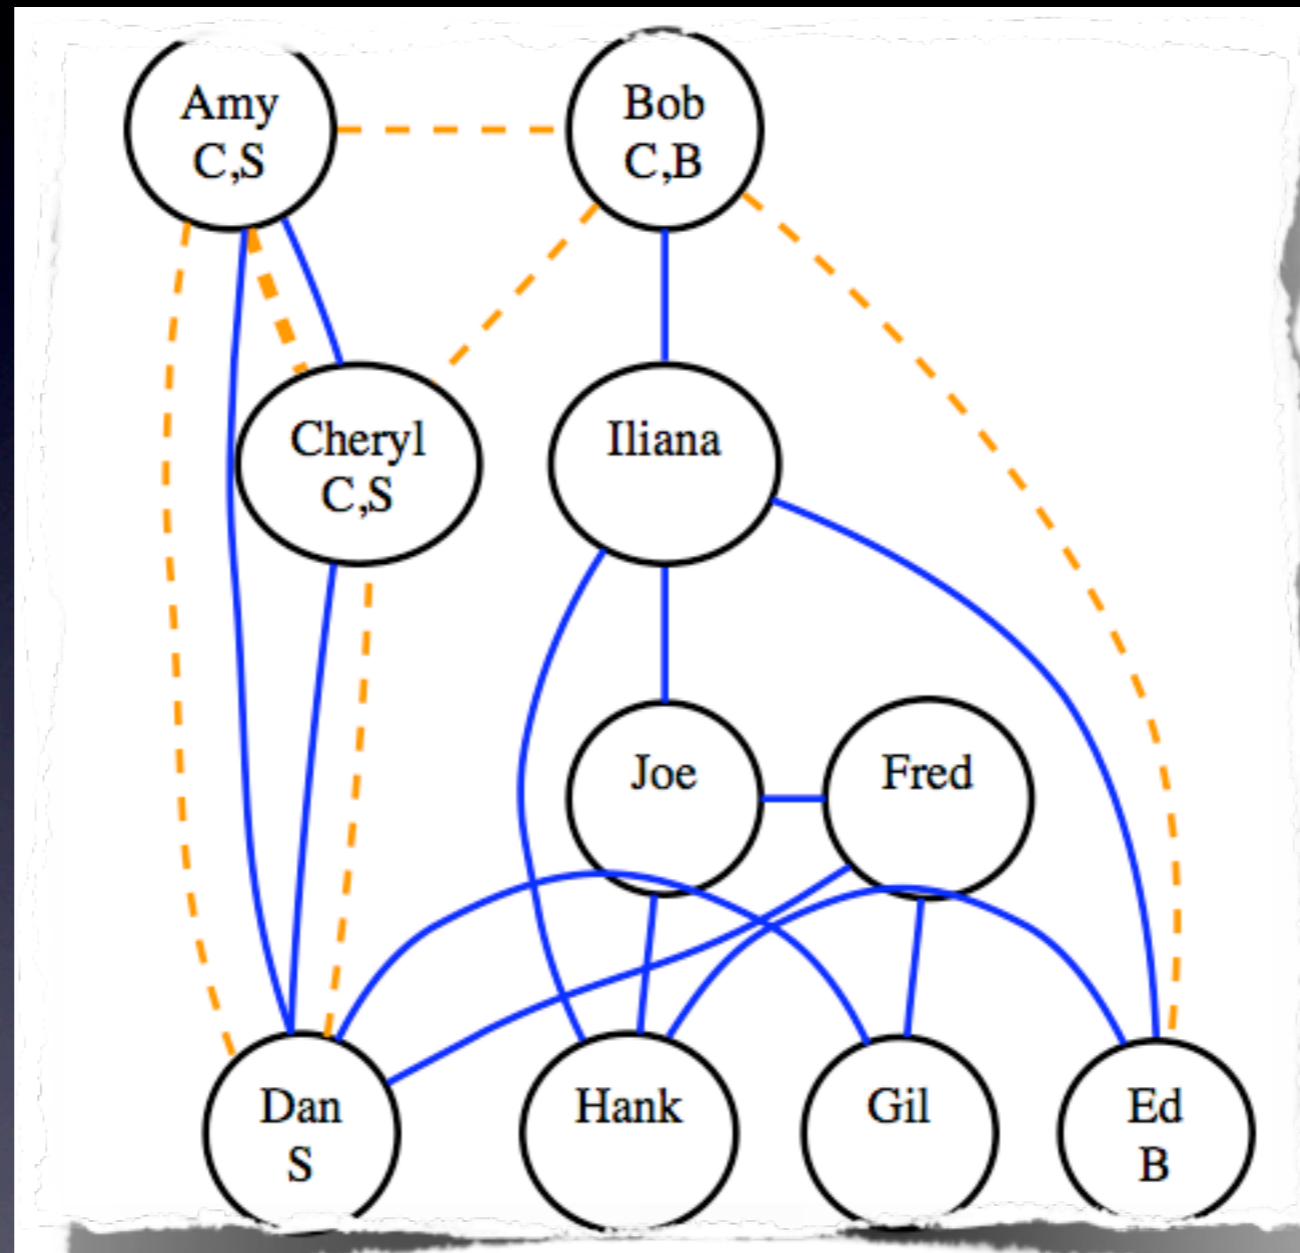 Amy
C,S
Bob
C,B
Cheryl
C,S
Iliana
Joe
Fred
Dan
S
Hank
Gil
Ed
B